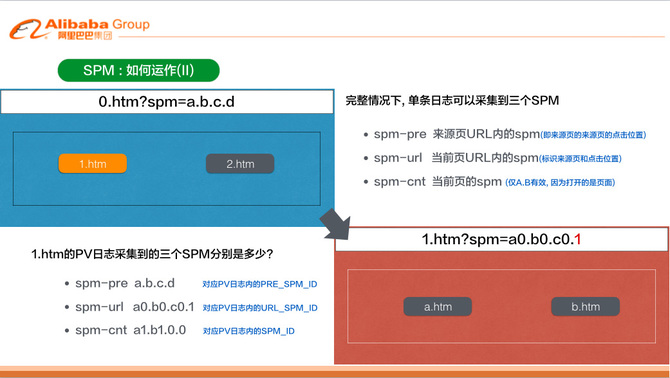 Alibaba Group
阿里巴巴集团
SPM : 如何运作(II)
0.htm?spm=a.b.c.d
1.htm
2.htm
完整情况下, 单条日志可以采集到三个SPM
• spm-pre 来源页URL内的spm(即来源页的来源页的点击位置)
• spm-url 当前页URL内的spm(标识来源页和点击位置)
• spm-cnt 当前页的spm (仅A.B有效, 因为打开的是页面)
1.htm的PV日志采集到的三个SPM分别是多少?
• spm-pre a.b.c.d 对应PV日志内的PRE_SPM_ID
• spm-url a0.b0.c0.1 对应PV日志内的URL_SPM_ID
• spm-cnt a1.b1.0.0 对应PV日志内的SPM_ID
1.htm?spm=a0.b0.c0.1
a.htm
b.htm